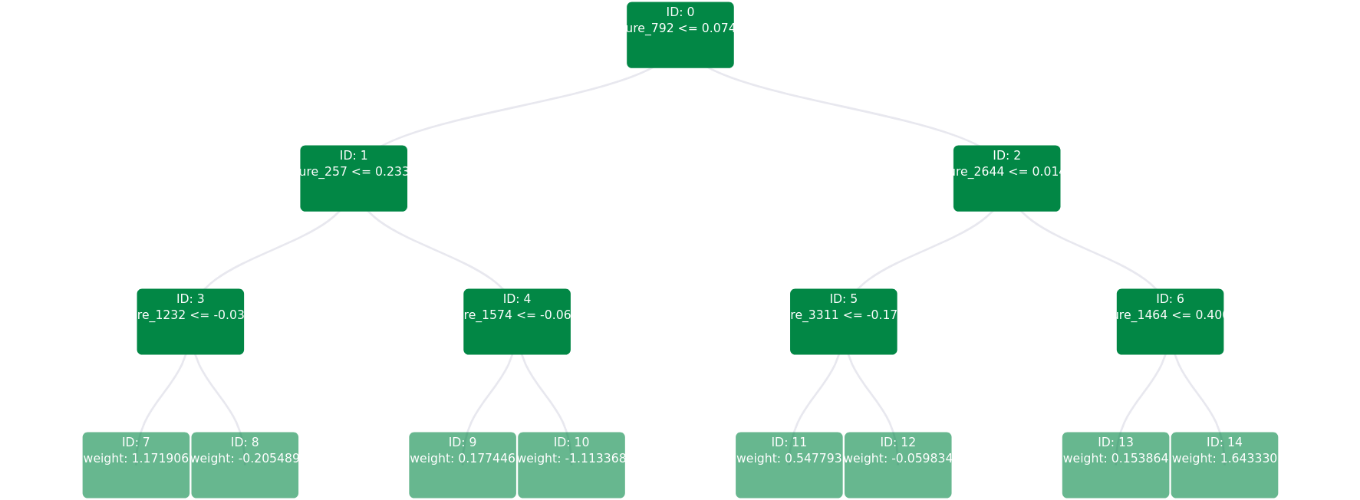 ID: 0
ure_792 <= 0.074
ID: 1
ure_257 <= 0.233
ID: 2
ure_2644 <= 0.014
ID: 3
re_1232 <= -0.03
ID: 4
re_1574 <= -0.06
ID: 5
re_3311 <= -0.17
ID: 6
ure_1464 <= 0.400
ID: 7
weight: 1.171906
ID: 8
weight: -0.205489
ID: 9
weight: 0.177446
ID: 10
weight: -1.113368
ID: 11
weight: 0.547793
ID: 12
weight: -0.059834
ID: 13
weight: 0.153864
ID: 14
weight: 1.643330